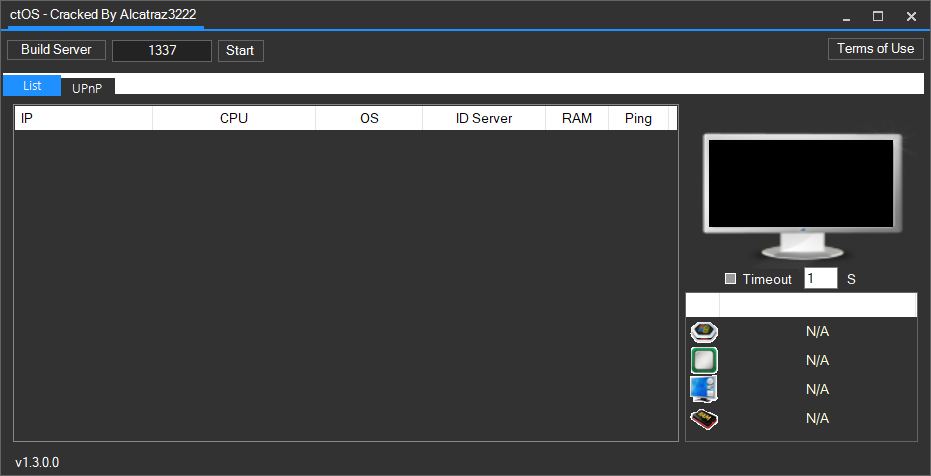 ctOS - Cracked By Alcatraz3222
Build Server 1337 Start Terms of Use
List UPnP
IP CPU OS ID Server RAM Ping
Timeout 1 S
N/A
N/A
N/A
N/A
v1.3.0.0